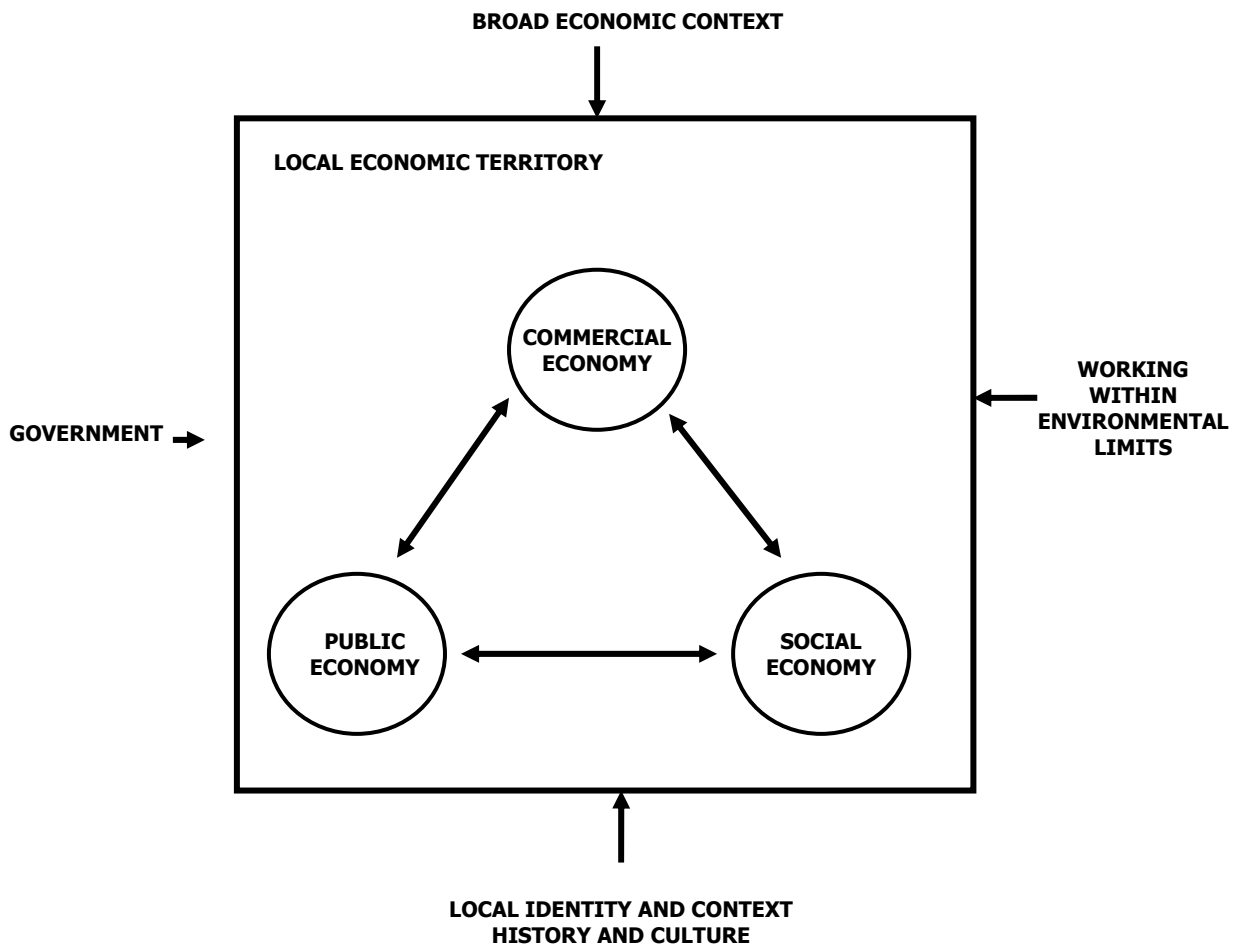 BROAD ECONOMIC CONTEXT
LOCAL ECONOMIC TERRITORY
COMMERCIAL
ECONOMY
WORKING
WITHIN
ENVIRONMENTAL
LIMITS
GOVERNMENT
PUBLIC
ECONOMY
SOCIAL
ECONOMY
LOCAL IDENTITY AND CONTEXT
HISTORY AND CULTURE